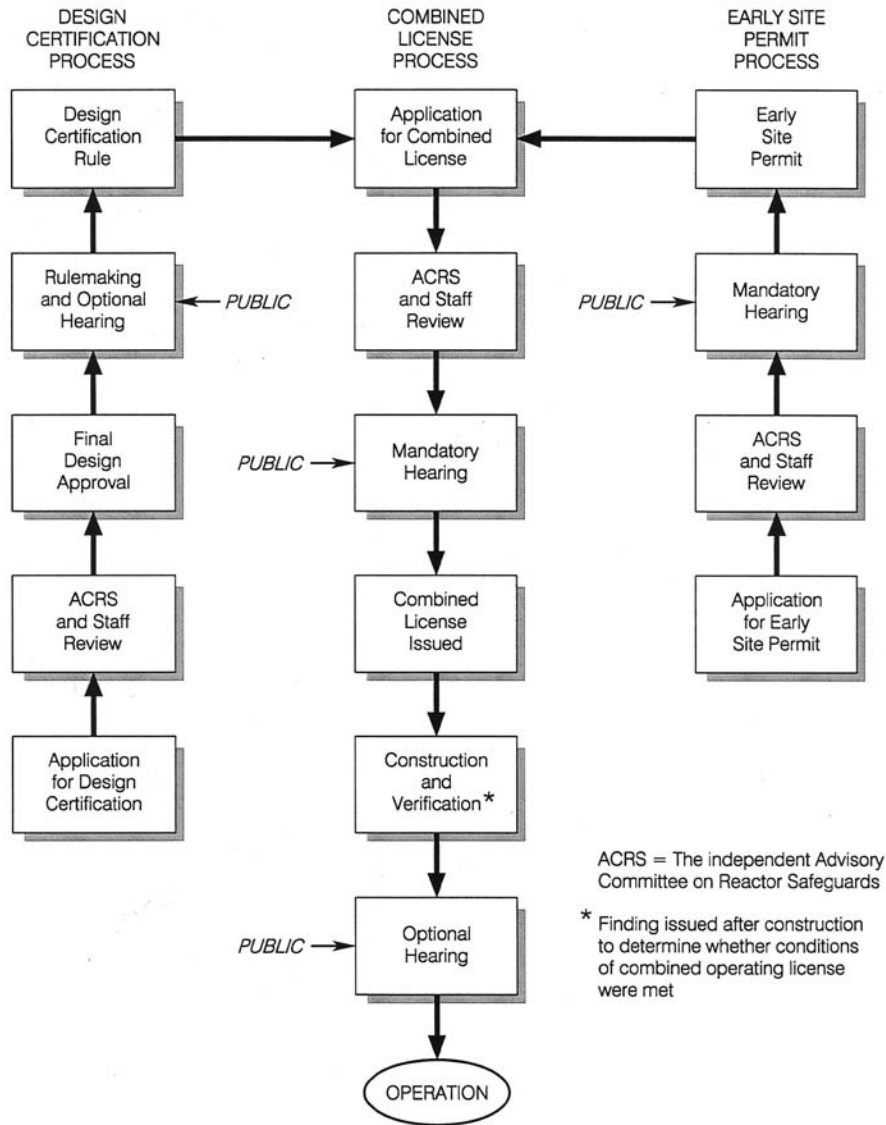 DESIGN
CERTIFICATION
PROCESS
Design
Certification
Rule
Rulemaking
and Optional
Hearing
PUBLIC
Final
Design
Approval
ACRS
and Staff
Review
Application
for Design
Certification
COMBINED
LICENSE
PROCESS
Application
for Combined
License
ACRS
and Staff
Review
PUBLIC
Mandatory
Hearing
Combined
License
Issued
Construction
and
Verification*
PUBLIC
Optional
Hearing
OPERATION
EARLY SITE
PERMIT
PROCESS
Early
Site
Permit
PUBLIC
Mandatory
Hearing
ACRS
and Staff
Review
Application
for Early
Site Permit
ACRS = The independent Advisory
Committee on Reactor Safeguards
* Finding issued after construction
to determine whether conditions
of combined operating license
were met